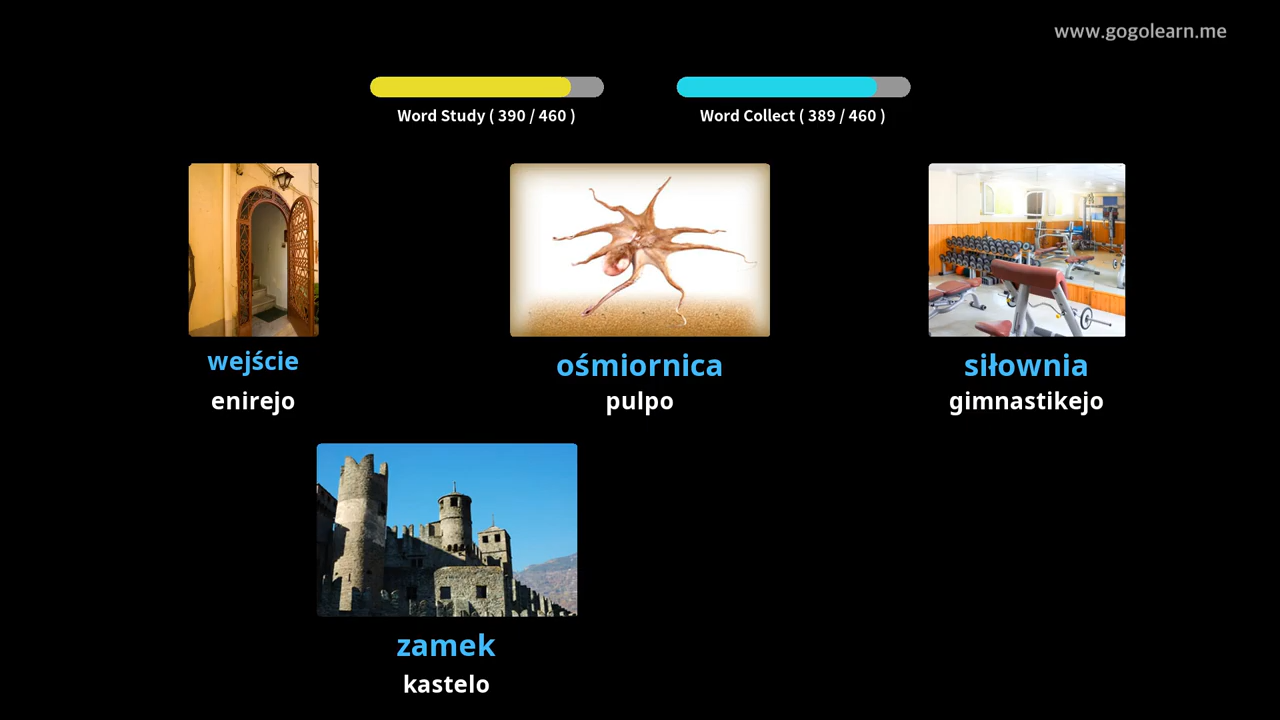 www.gogolearn.me
Word Study ( 390 / 460 )
Word Collect ( 389 / 460 )
wejście
enirejo
ośmiornica
pulpo
siłownia
gimnastikejo
zamek
kastelo